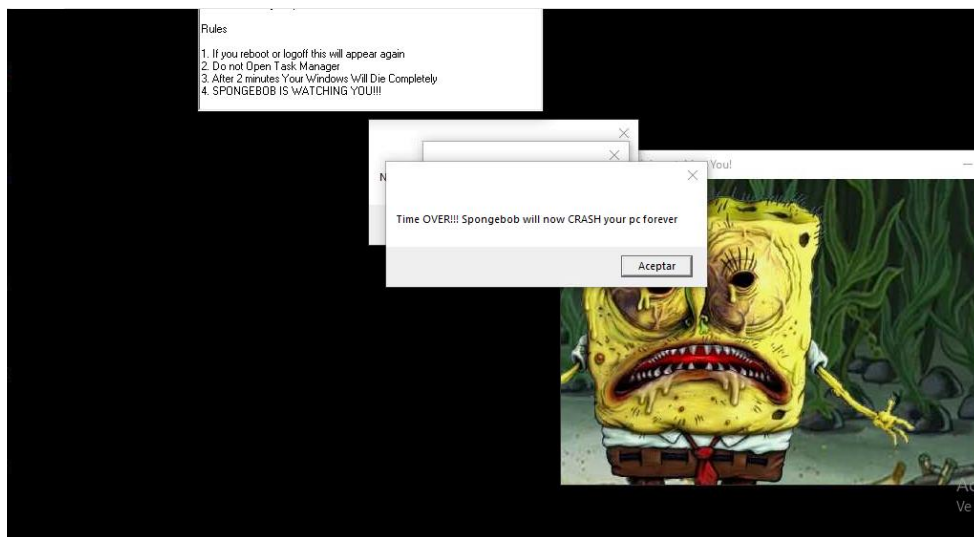 Rules
1. If you reboot or logoff this will appear again
2. Do not Open Task Manager
3. After 2 minutes Your Windows Will Die Completely
4. SPONGEBOB IS WATCHING YOU!!!
You!
Time OVER!!! Spongebob will now CRASH your pc forever
Aceptar